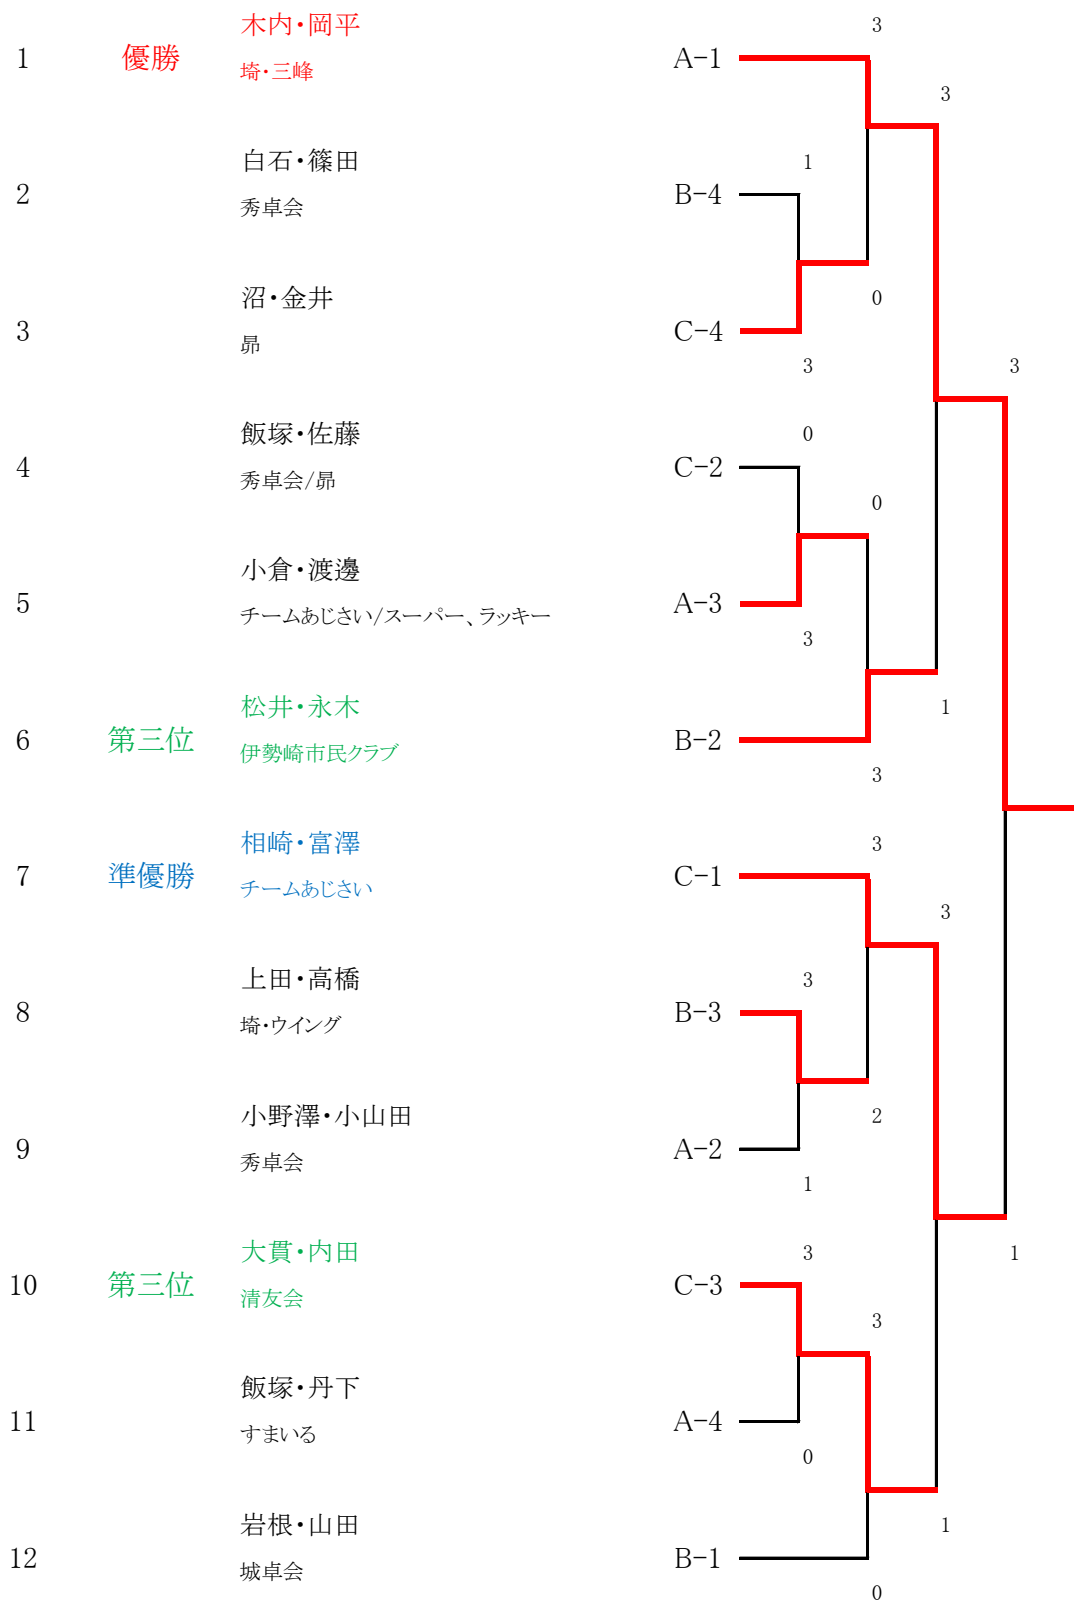 木内・岡平
3
1
優勝
A-1
埼・三峰
3
白石・篠田
1
2
B-4
秀卓会
沼・金井
0
3
C-4
昴
3
3
飯塚・佐藤
0
4
C-2
秀卓会/昴
0
小倉・渡邊
5
A-3
チームあじさい/スーパー、ラッキー
3
松井・永木
1
6
第三位
B-2
伊勢崎市民クラブ
3
相崎・富澤
3
7
準優勝
C-1
チームあじさい
3
上田・高橋
3
8
B-3
埼・ウイング
小野澤・小山田
2
9
A-2
秀卓会
1
大貫・内田
3
1
10
第三位
C-3
清友会
3
飯塚・丹下
11
A-4
すまいる
0
岩根・山田
1
12
B-1
城卓会
0